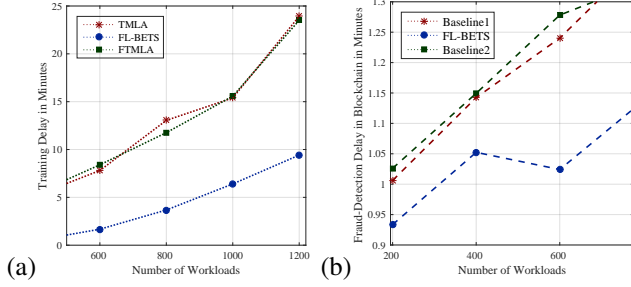 25
20
15
10
5
0
TMLA
FL-BETS
FTMLA
Training Delay in Minutes
600
800
1000
1200
Number of Workloads
(a)
1.3
1.25
1.2
1.15
1.1
1.05
1
0.95
0.9
Baseline1
FL-BETS
Baseline2
Fraud-Detection Delay in Blockchain in Minutes
200
400
600
Number of Workloads
(b)